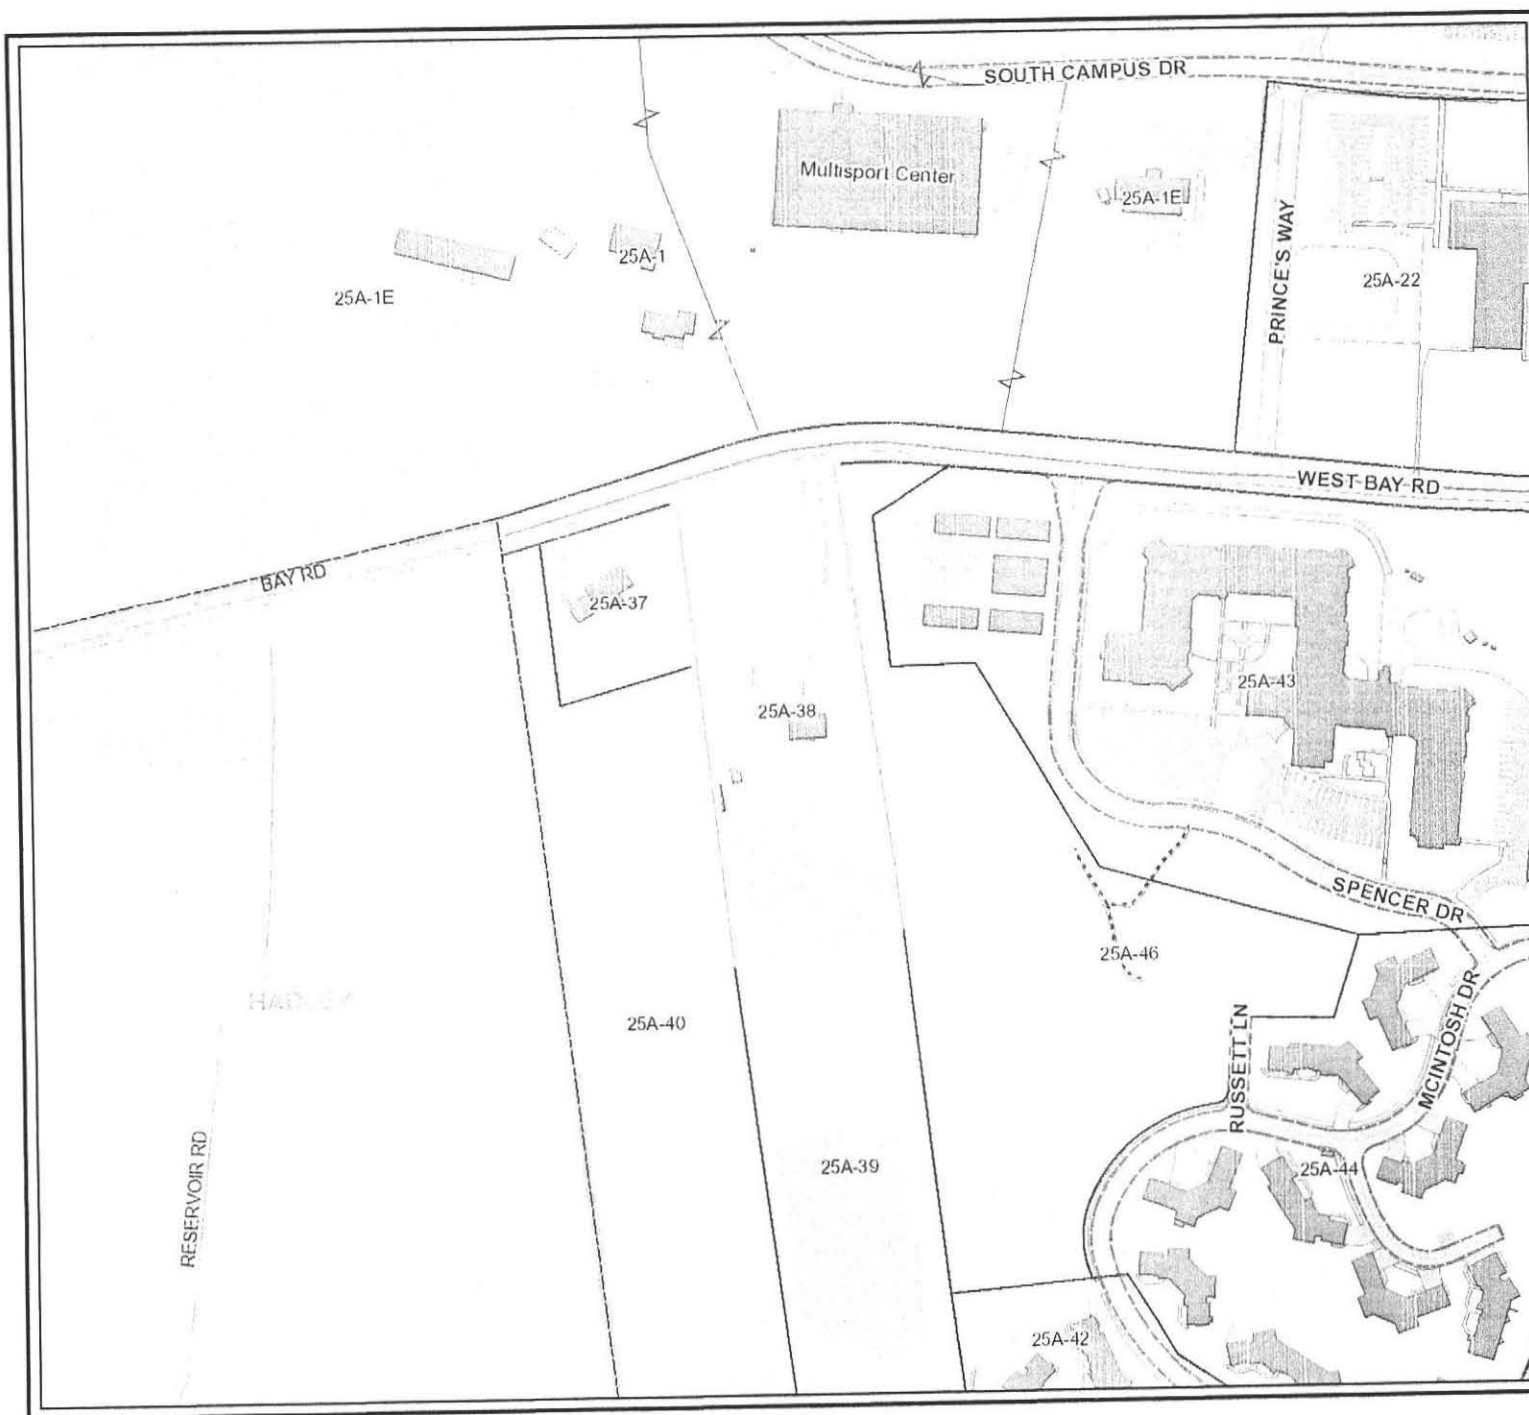 SOUTH CAMPUS DR
Multisport Center
25A-1E
PRINCE'S WAY
25A-1
25A-22
25A-1E
WEST BAY RD
BAY RD
25A-37
25A-43
25A-38
SPENCER DR
25A-46
25A-40
RUSSETT LN
MCINTOSH DR
RESERVOIR RD
25A-39
25A-44
25A-42